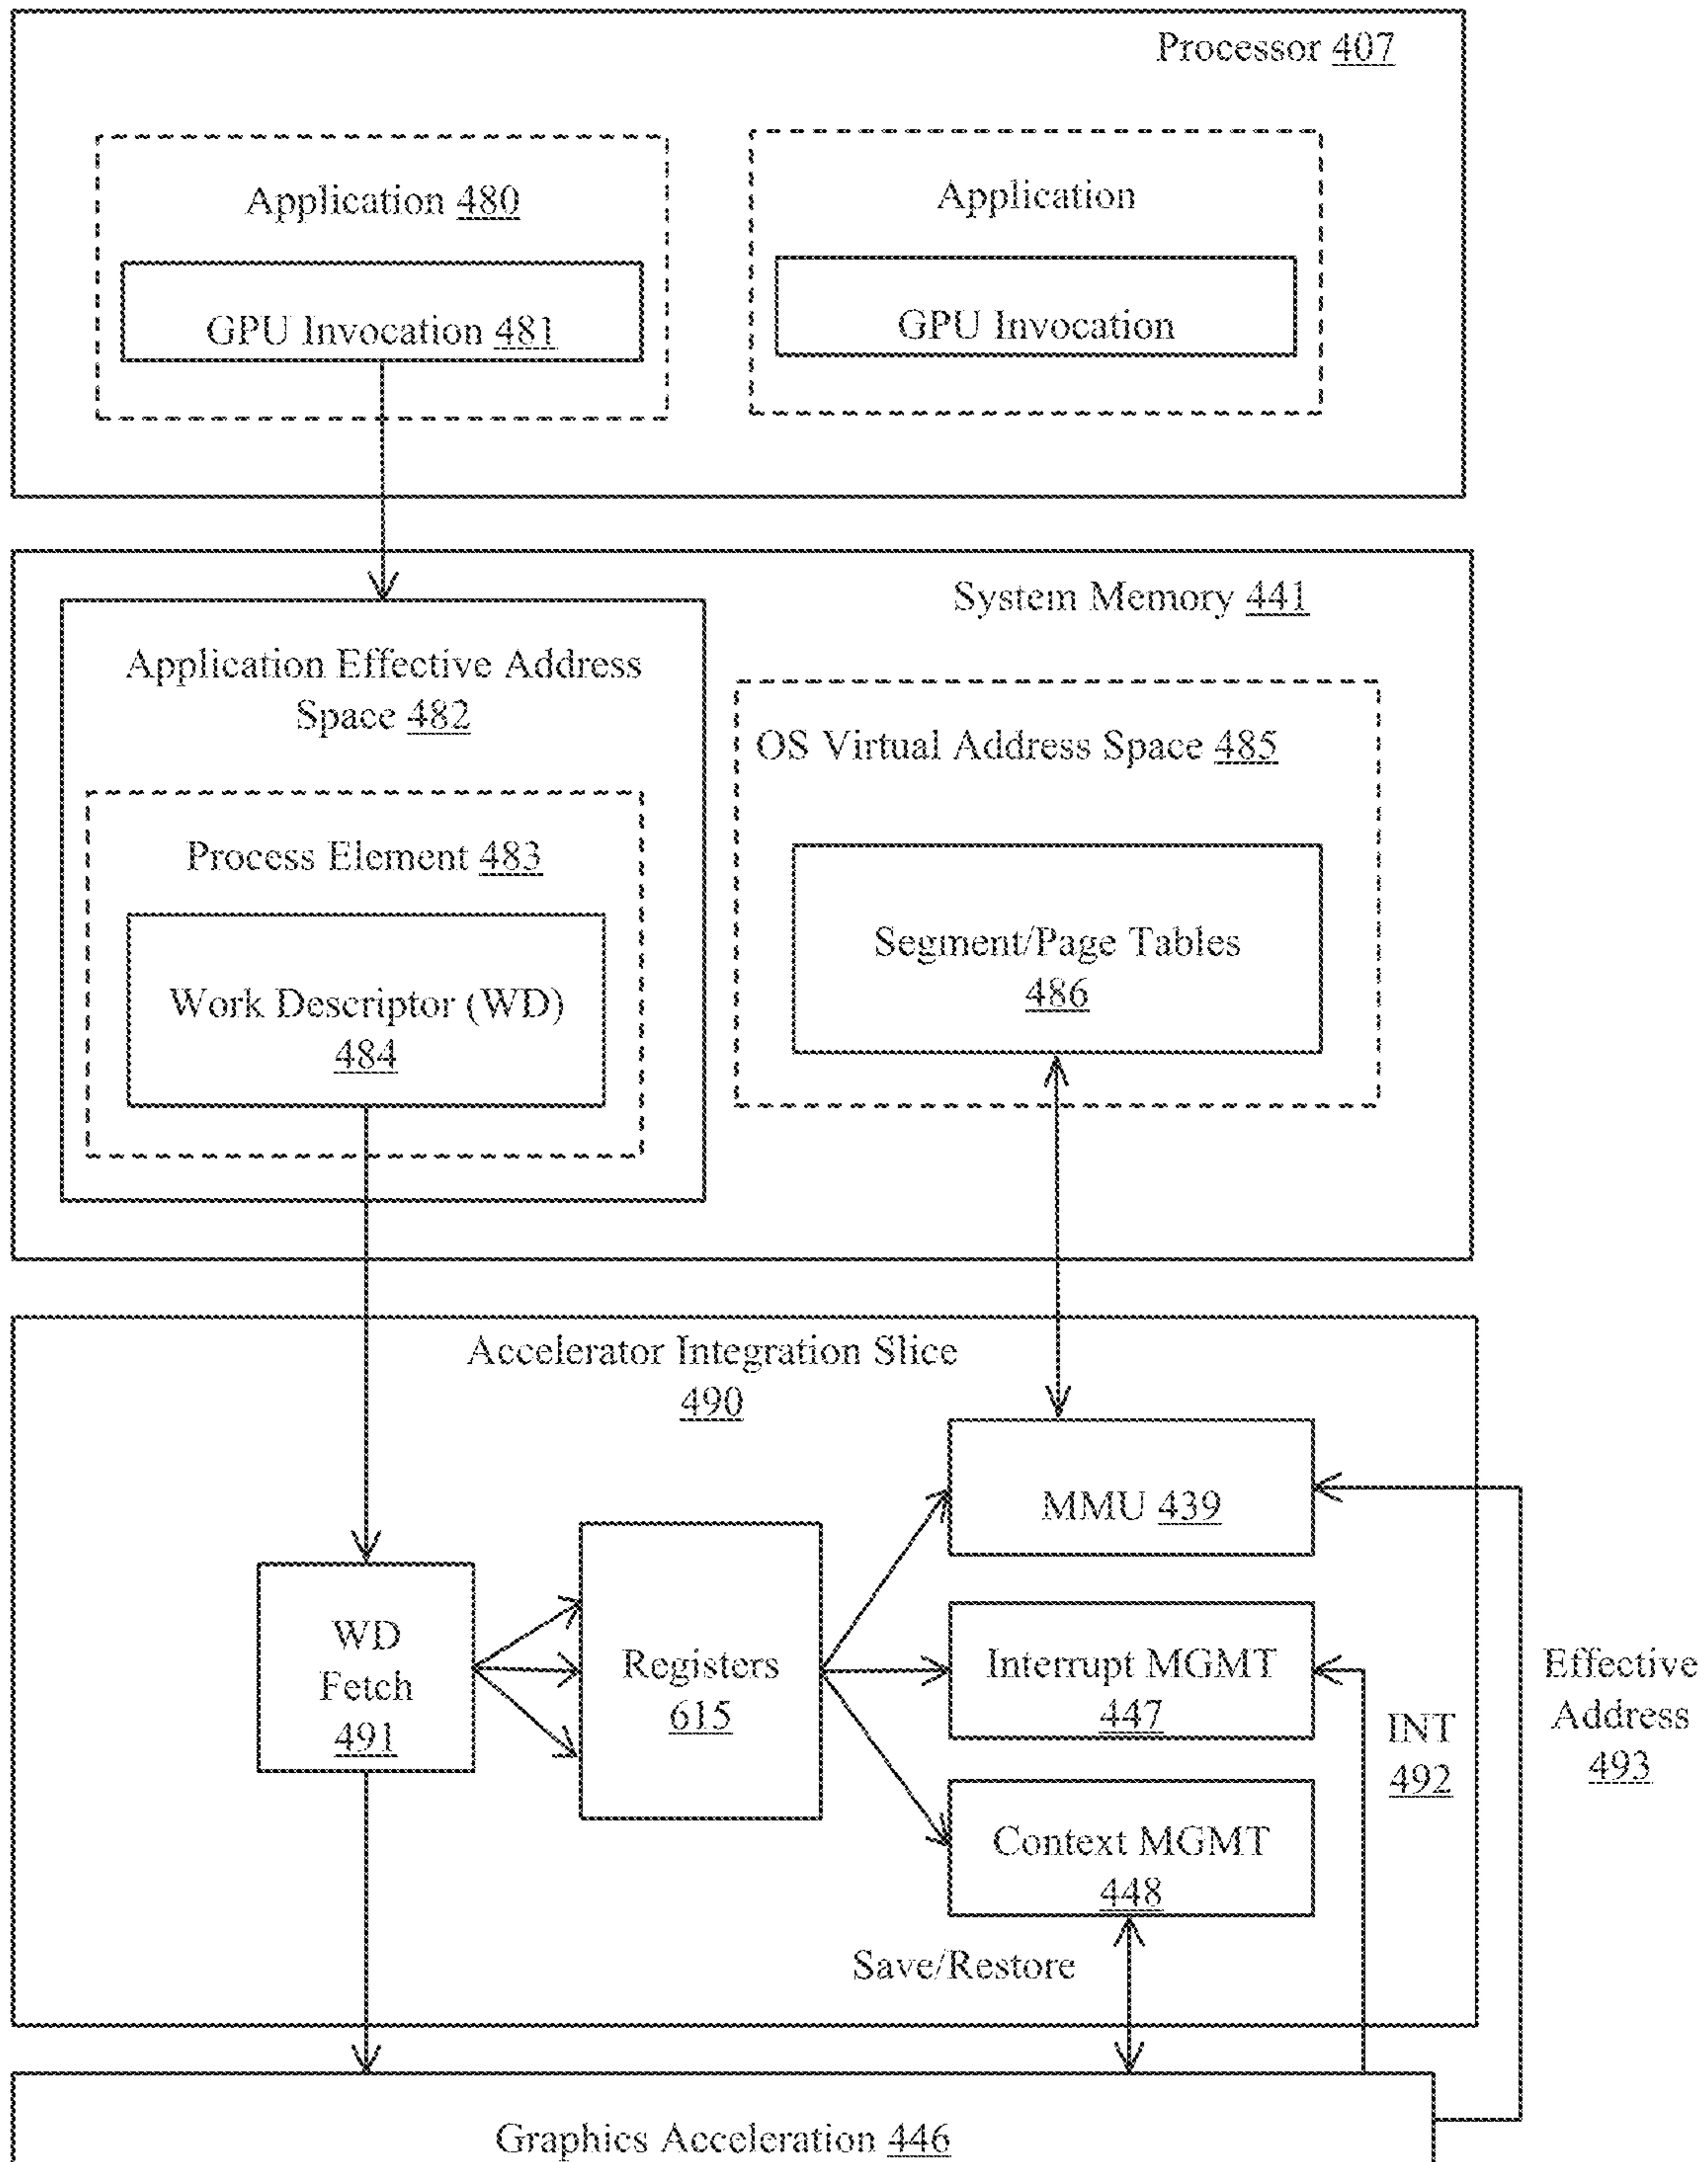 Processor 407
Application 480
GPU Invocation 481
Application
GPU Invocation
System Memory 441
Application Effective Address
Space 482
Process Element 483
Work Descriptor (WD)
484
OS Virtual Address Space 485
Segment/Page Tables
486
Accelerator Integration Slice
490
WD
Fetch
491
Registers
615
MMU 439
Interrupt MGMT
447
Context MGMT
448
Save/Restore
INT
492
Effective
Address
493
Graphics Acceleration 446